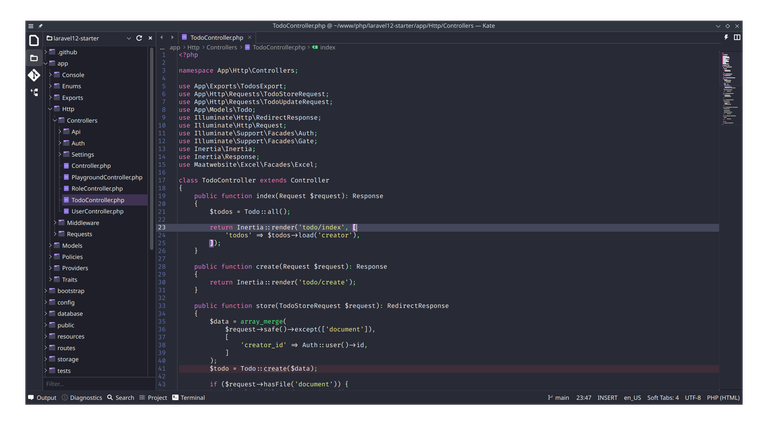 TodoController.php @ ~/www/php/laravel12-starter/app/Http/Controllers — Kate
laravel12-starter
TodoController.php
... app > Http > Controllers > TodoController.php > index
.github
app
Console
Enums
Exports
Http
Controllers
Api
Auth
Settings
Controller.php
PlaygroundController.php
RoleController.php
TodoController.php
UserController.php
Middleware
Requests
Models
Policies
Providers
Traits
bootstrap
config
database
public
resources
routes
storage
tests
Filter...
1 <?php
2
3 namespace App\Http\Controllers;
4
5 use App\Exports\TodosExport;
6 use App\Http\Requests\TodoStoreRequest;
7 use App\Http\Requests\TodoUpdateRequest;
8 use App\Models\Todo;
9 use Illuminate\Http\RedirectResponse;
10 use Illuminate\Http\Request;
11 use Illuminate\Support\Facades\Auth;
12 use Illuminate\Support\Facades\Gate;
13 use Inertia\Inertia;
14 use Inertia\Response;
15 use Maatwebsite\Excel\Facades\Excel;
16
17 class TodoController extends Controller
18 {
19 public function index(Request $request): Response
20 {
21 $todos = Todo::all();
22
23 return Inertia::render('todo/index', [
24 'todos' => $todos->load('creator'),
25 ]);
26 }
27
28 public function create(Request $request): Response
29 {
30 return Inertia::render('todo/create');
31 }
32
33 public function store(TodoStoreRequest $request): RedirectResponse
34 {
35 $data = array_merge(
36 $request->safe()->except(['document']),
37 [
38 'creator_id' => Auth::user()->id,
39 ]
40 );
41 $todo = Todo::create($data);
42
43 if ($request->hasFile('document')) {
Output Diagnostics Search Project Terminal main 23:47 INSERT en_US Soft Tabs: 4 UTF-8 PHP (HTML)